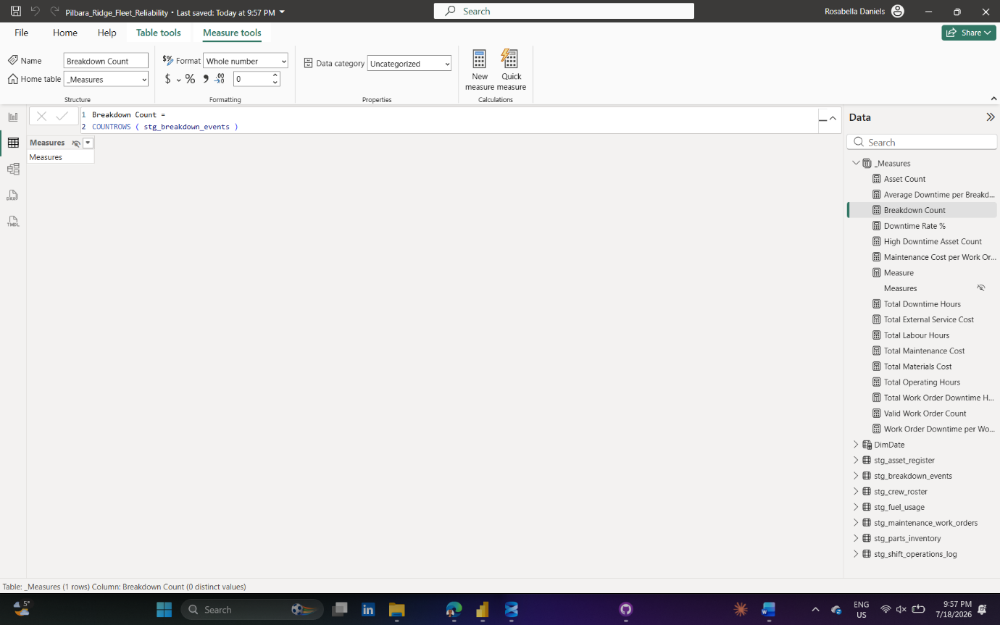 Pilbara_Ridge_Fleet_Reliability • Last saved: Today at 9:57 PM
Search
Rosabella Daniels
File
Home
Help
Table tools
Measure tools
Share
Name
Breakdown Count
Home table
_Measures
Structure
$% Format
Whole number
$ % , .00
0
Formatting
Data category
Uncategorized
Properties
New measure
Quick measure
Calculations
1 Breakdown Count =
2 COUNTROWS ( stg_breakdown_events )
Measures
Measures
DAX
TMDL
Data
Search
_Measures
Asset Count
Average Downtime per Breakd...
Breakdown Count
Downtime Rate %
High Downtime Asset Count
Maintenance Cost per Work Or...
Measure
Measures
Total Downtime Hours
Total External Service Cost
Total Labour Hours
Total Maintenance Cost
Total Materials Cost
Total Operating Hours
Total Work Order Downtime H...
Valid Work Order Count
Work Order Downtime per Wo...
DimDate
stg_asset_register
stg_breakdown_events
stg_crew_roster
stg_fuel_usage
stg_maintenance_work_orders
stg_parts_inventory
stg_shift_operations_log
Table: _Measures (1 rows) Column: Breakdown Count (0 distinct values)
5°
Search
ENG
US
9:57 PM
7/18/2026